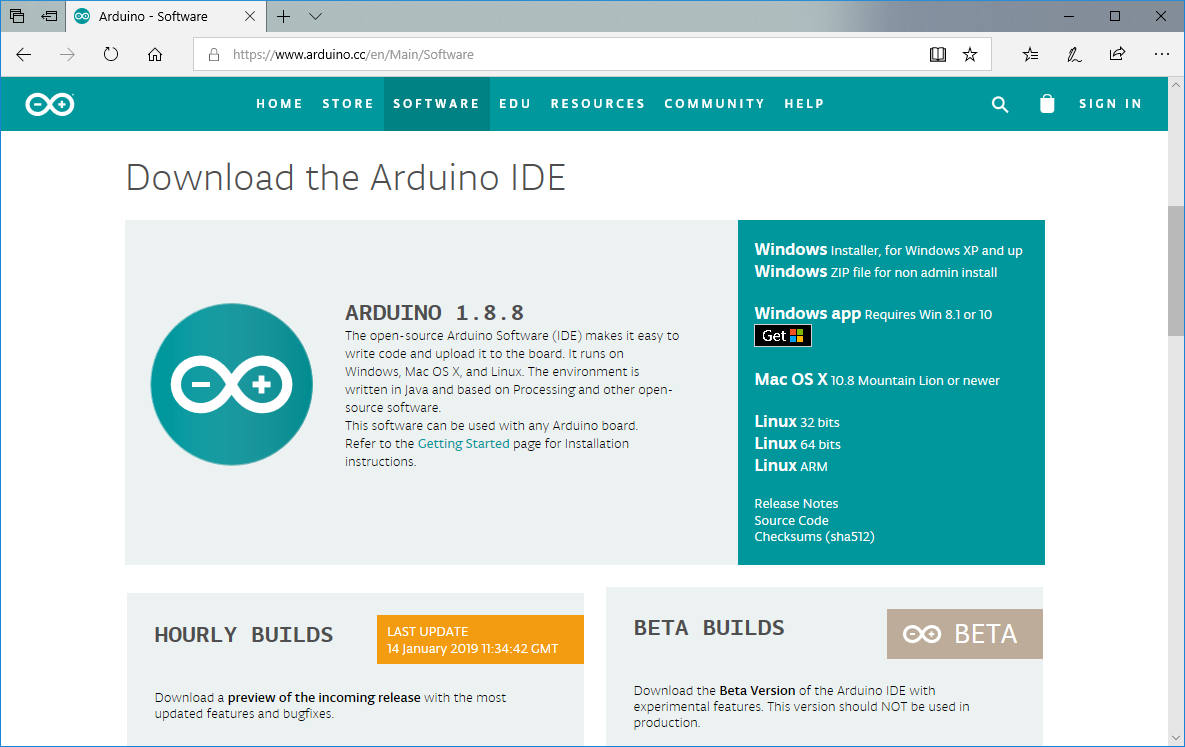 Arduino - Software
https://www.arduino.cc/en/Main/Software
HOME STORE SOFTWARE EDU RESOURCES COMMUNITY HELP SIGN IN
Download the Arduino IDE
ARDUINO 1.8.8
The open-source Arduino Software (IDE) makes it easy to
write code and upload it to the board. It runs on
Windows, Mac OS X, and Linux. The environment is
written in Java and based on Processing and other open-
source software.
This software can be used with any Arduino board.
Refer to the Getting Started page for Installation
instructions.
Windows Installer, for Windows XP and up
Windows ZIP file for non admin install
Windows app Requires Win 8.1 or 10
Get
Mac OS X 10.8 Mountain Lion or newer
Linux 32 bits
Linux 64 bits
Linux ARM
Release Notes
Source Code
Checksums (sha512)
HOURLY BUILDS
LAST UPDATE
14 January 2019 11:34:42 GMT
Download a preview of the incoming release with the most
updated features and bugfixes.
BETA BUILDS
BETA
Download the Beta Version of the Arduino IDE with
experimental features. This version should NOT be used in
production.